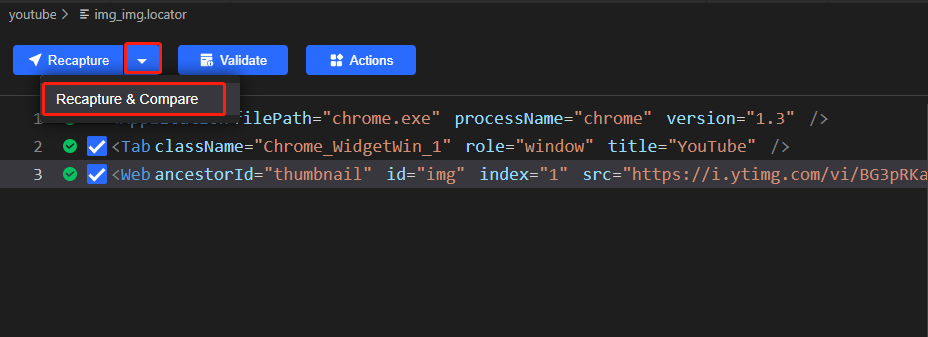 youtube > img_img.locator
Recapture Validate Actions
Recapture & Compare
1 filePath="chrome.exe" processName="chrome" version="1.3" />
2 <Tab className="Chrome_WidgetWin_1" role="window" title="YouTube" />
3 <Web ancestorId="thumbnail" id="img" index="1" src="https://i.ytimg.com/vi/BG3pRKa